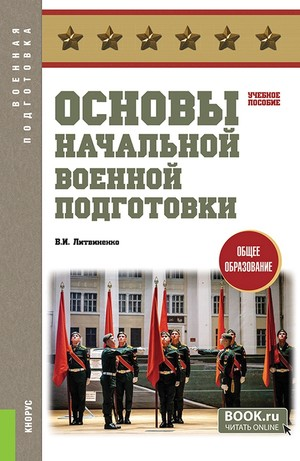 ВОЕННАЯ
ПОДГОТОВКА
ОСНОВЫ
УЧЕБНОЕ
ПОСОБИЕ
НАЧАЛЬНОЙ
ВОЕННОЙ
ПОДГОТОВКИ
В.И. Литвиненко
ОБЩЕЕ
ОБРАЗОВАНИЕ
КНОРУС
BOOK.ru
ЧИТАТЬ ONLINE